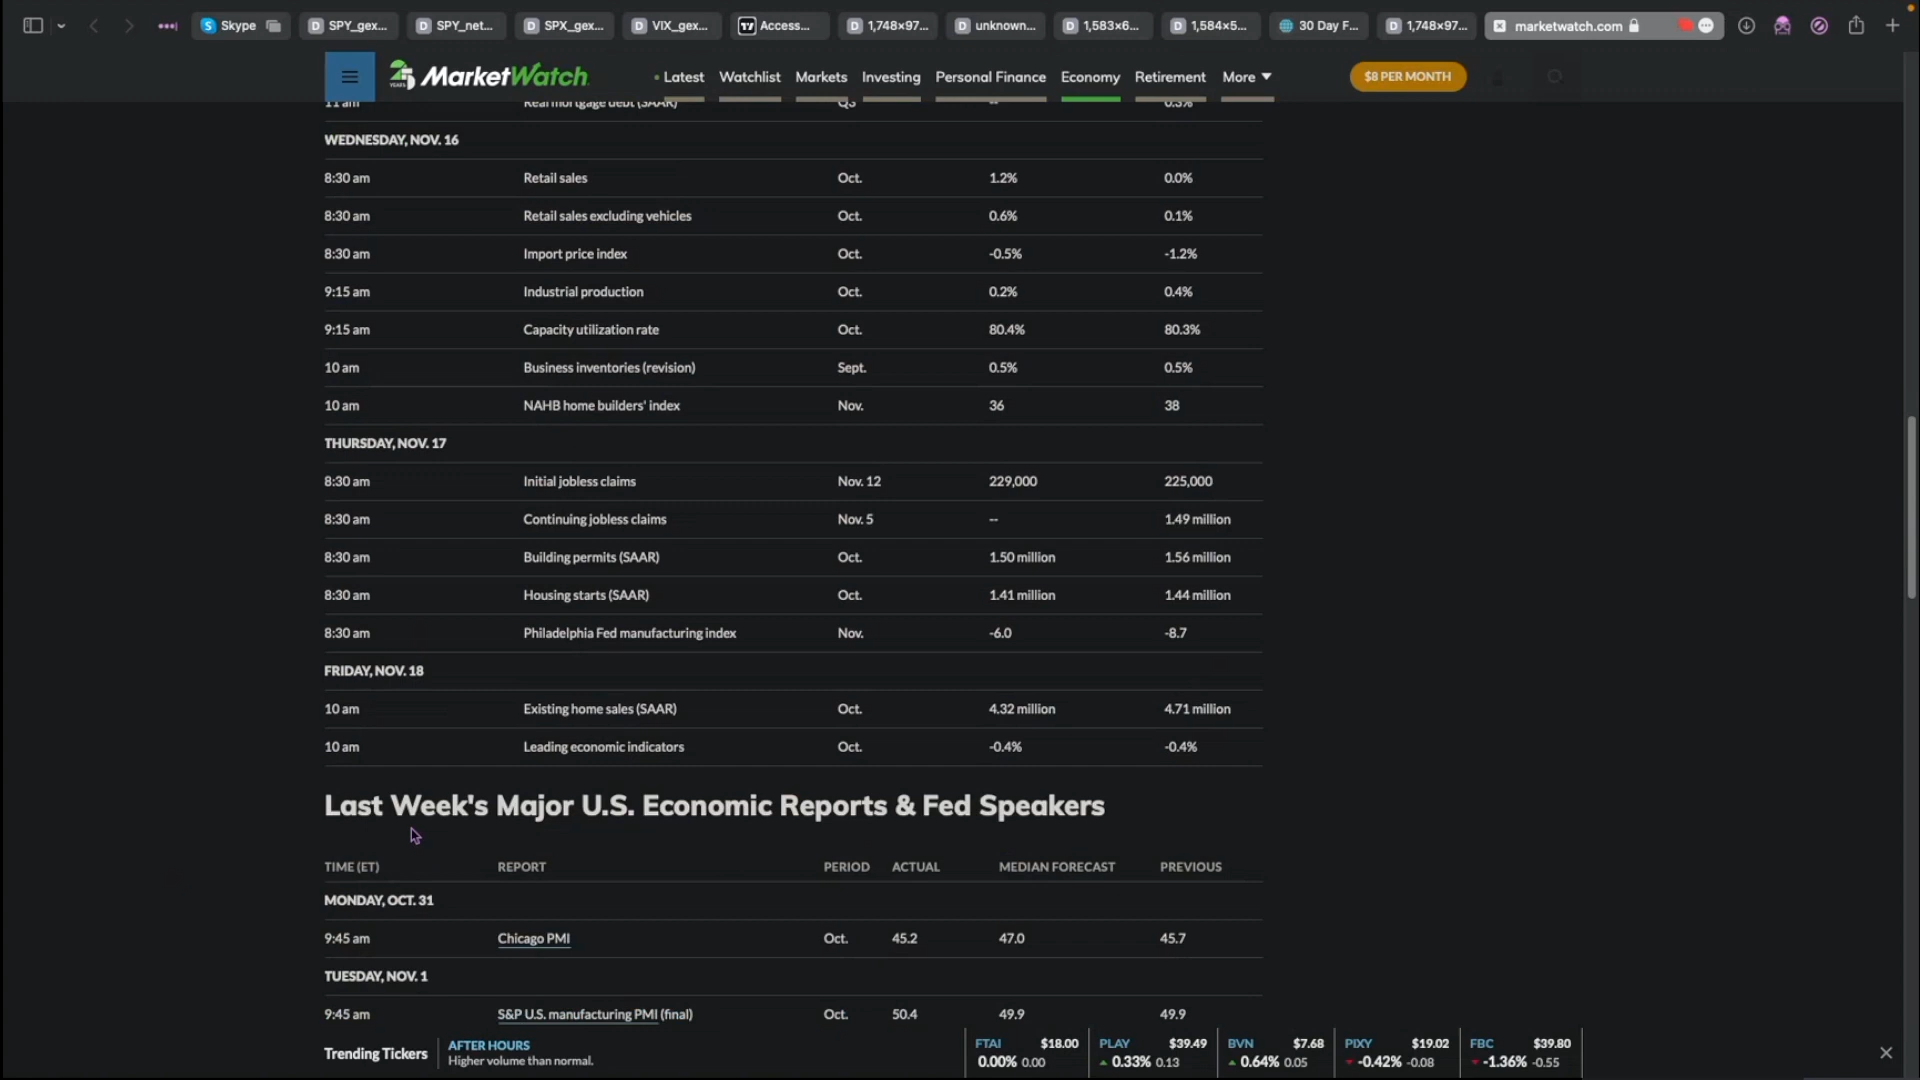 Skype SPY_gex... SPY_net... SPX_gex... VIX_gex... Access... 1,748×97... unknown... 1,583×6... 1,584×5... 30 Day F... 1,748×97... marketwatch.com
MarketWatch Latest Watchlist Markets Investing Personal Finance Economy Retirement More $8 PER MONTH
11 am Real mortgage debt (SAAR) Q3 -- 0.3%
WEDNESDAY, NOV. 16
8:30 am Retail sales Oct. 1.2% 0.0%
8:30 am Retail sales excluding vehicles Oct. 0.6% 0.1%
8:30 am Import price index Oct. -0.5% -1.2%
9:15 am Industrial production Oct. 0.2% 0.4%
9:15 am Capacity utilization rate Oct. 80.4% 80.3%
10 am Business inventories (revision) Sept. 0.5% 0.5%
10 am NAHB home builders' index Nov. 36 38
THURSDAY, NOV. 17
8:30 am Initial jobless claims Nov. 12 229,000 225,000
8:30 am Continuing jobless claims Nov. 5 -- 1.49 million
8:30 am Building permits (SAAR) Oct. 1.50 million 1.56 million
8:30 am Housing starts (SAAR) Oct. 1.41 million 1.44 million
8:30 am Philadelphia Fed manufacturing index Nov. -6.0 -8.7
FRIDAY, NOV. 18
10 am Existing home sales (SAAR) Oct. 4.32 million 4.71 million
10 am Leading economic indicators Oct. -0.4% -0.4%
Last Week's Major U.S. Economic Reports & Fed Speakers
TIME (ET) REPORT PERIOD ACTUAL MEDIAN FORECAST PREVIOUS
MONDAY, OCT. 31
9:45 am Chicago PMI Oct. 45.2 47.0 45.7
TUESDAY, NOV. 1
9:45 am S&P U.S. manufacturing PMI (final) Oct. 50.4 49.9 49.9
Trending Tickers AFTER HOURS FTAI $18.00 PLAY $39.49 BVN $7.68 PIXY $19.02 FBC $39.80
Higher volume than normal. 0.00% 0.00 0.33% 0.13 0.64% 0.05 -0.42% -0.08 -1.36% -0.55